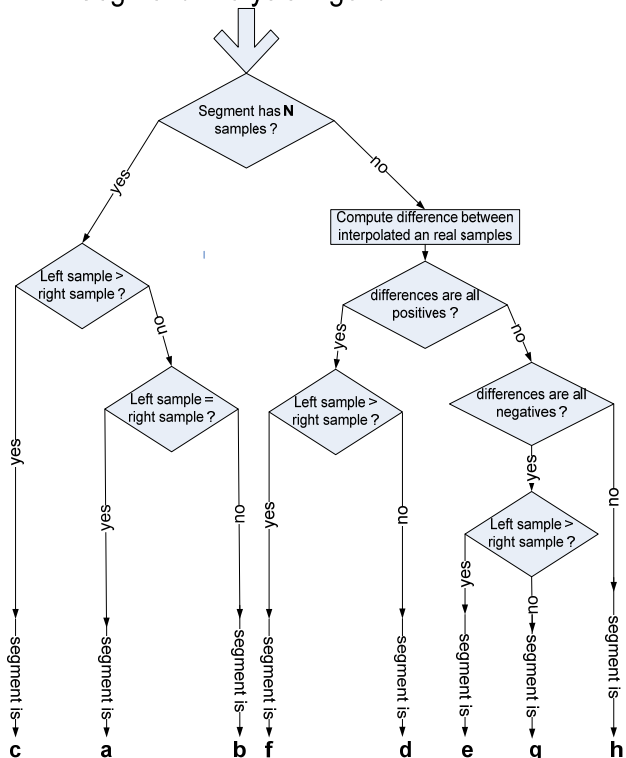 Segment has N
samples ?
yes
no
Compute difference between
interpolated an real samples
Left sample >
right sample ?
differences are all
positives ?
no
yes
no
Left sample =
right sample ?
Left sample >
right sample ?
differences are all
negatives ?
yes
yes
no
yes
no
yes
no
Left sample >
right sample ?
yes
no
segment is
segment is
segment is
segment is
segment is
segment is
segment is
segment is
c
a
b
f
d
e
g
h